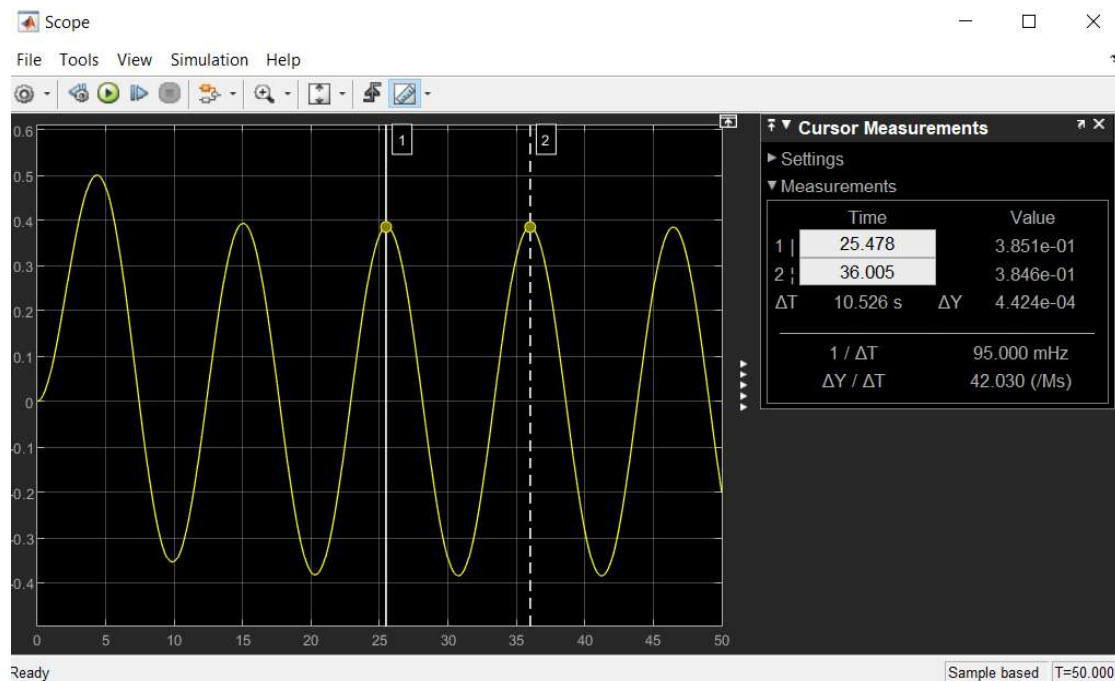 Scope
File Tools View Simulation Help
0.6
0.5
0.4
0.3
0.2
0.1
0
-0.1
-0.2
-0.3
-0.4
0 5 10 15 20 25 30 35 40 45 50
1
2
Cursor Measurements
Settings
Measurements
Time Value
1 | 25.478 3.851e-01
2 ¦ 36.005 3.846e-01
ΔT 10.526 s ΔY 4.424e-04
1 / ΔT 95.000 mHz
ΔY / ΔT 42.030 (/Ms)
Ready Sample based T=50.000